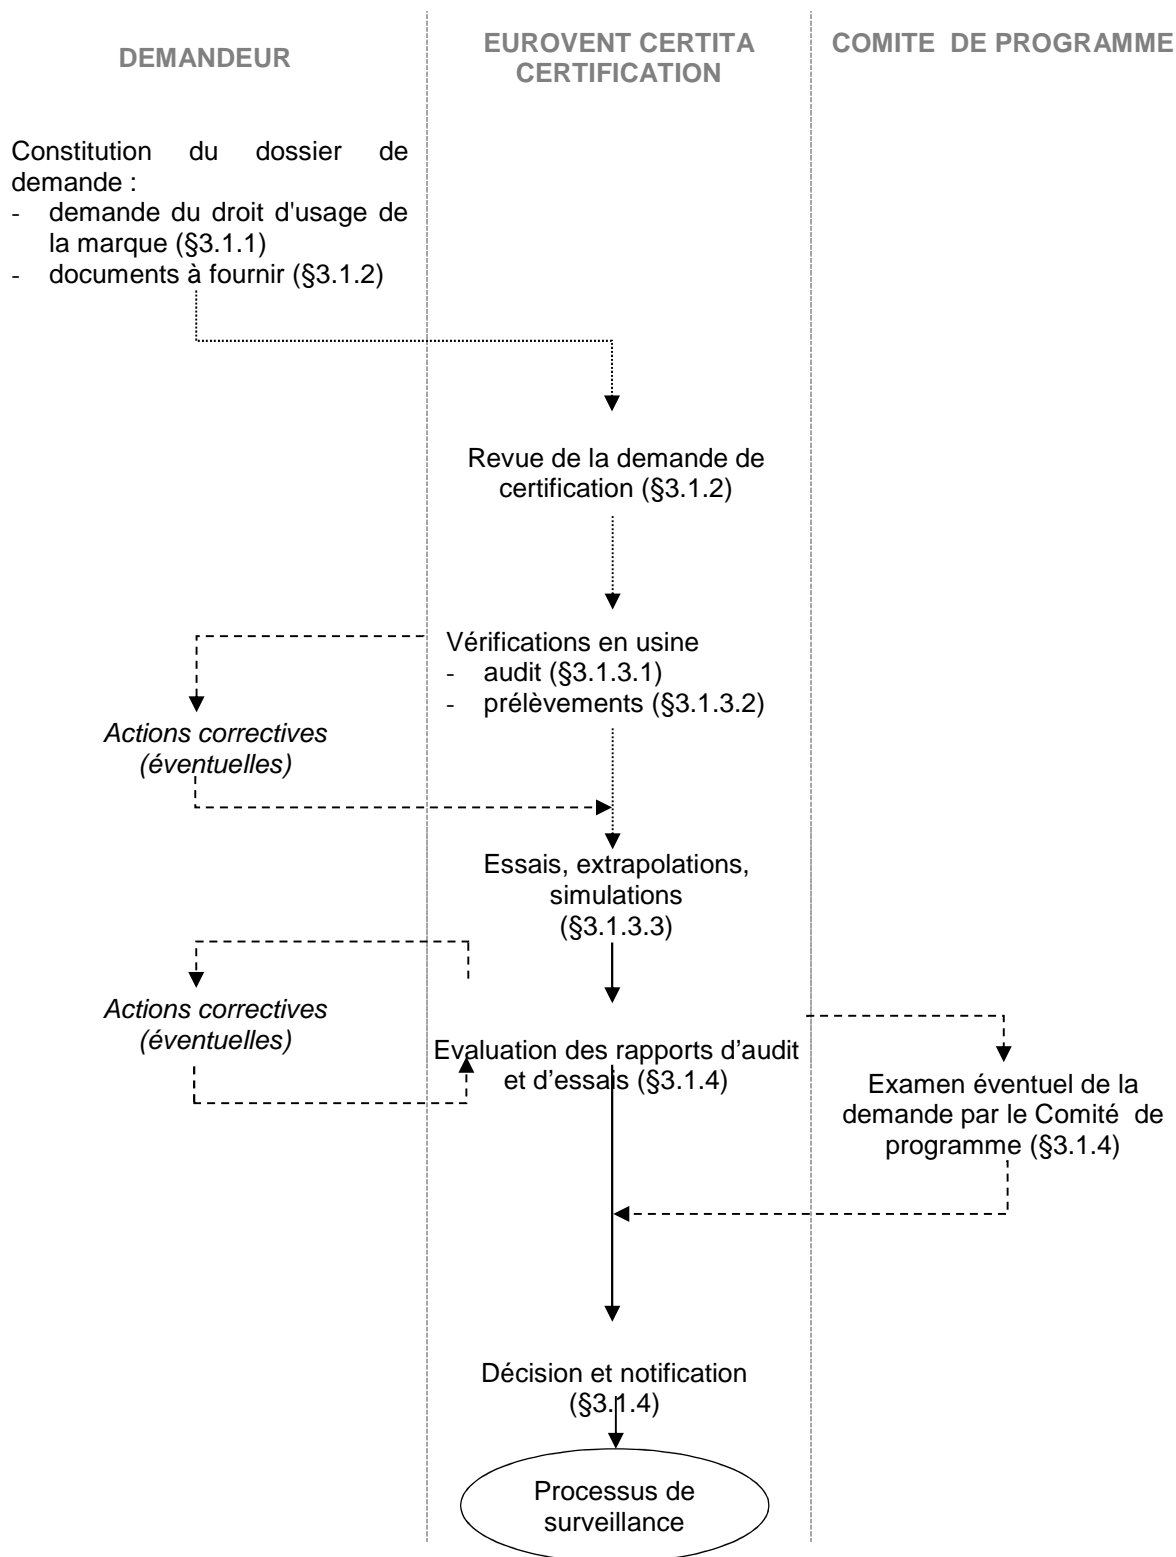 DEMANDEUR
EUROVENT CERTITA
CERTIFICATION
COMITE DE PROGRAMME
Constitution du dossier de
demande :
- demande du droit d'usage de
la marque (§3.1.1)
- documents à fournir (§3.1.2)
Revue de la demande de
certification (§3.1.2)
Vérifications en usine
- audit (§3.1.3.1)
- prélèvements (§3.1.3.2)
Actions correctives
(éventuelles)
Essais, extrapolations,
simulations
(§3.1.3.3)
Actions correctives
(éventuelles)
Evaluation des rapports d’audit
et d’essais (§3.1.4)
Examen éventuel de la
demande par le Comité de
programme (§3.1.4)
Décision et notification
(§3.1.4)
Processus de
surveillance